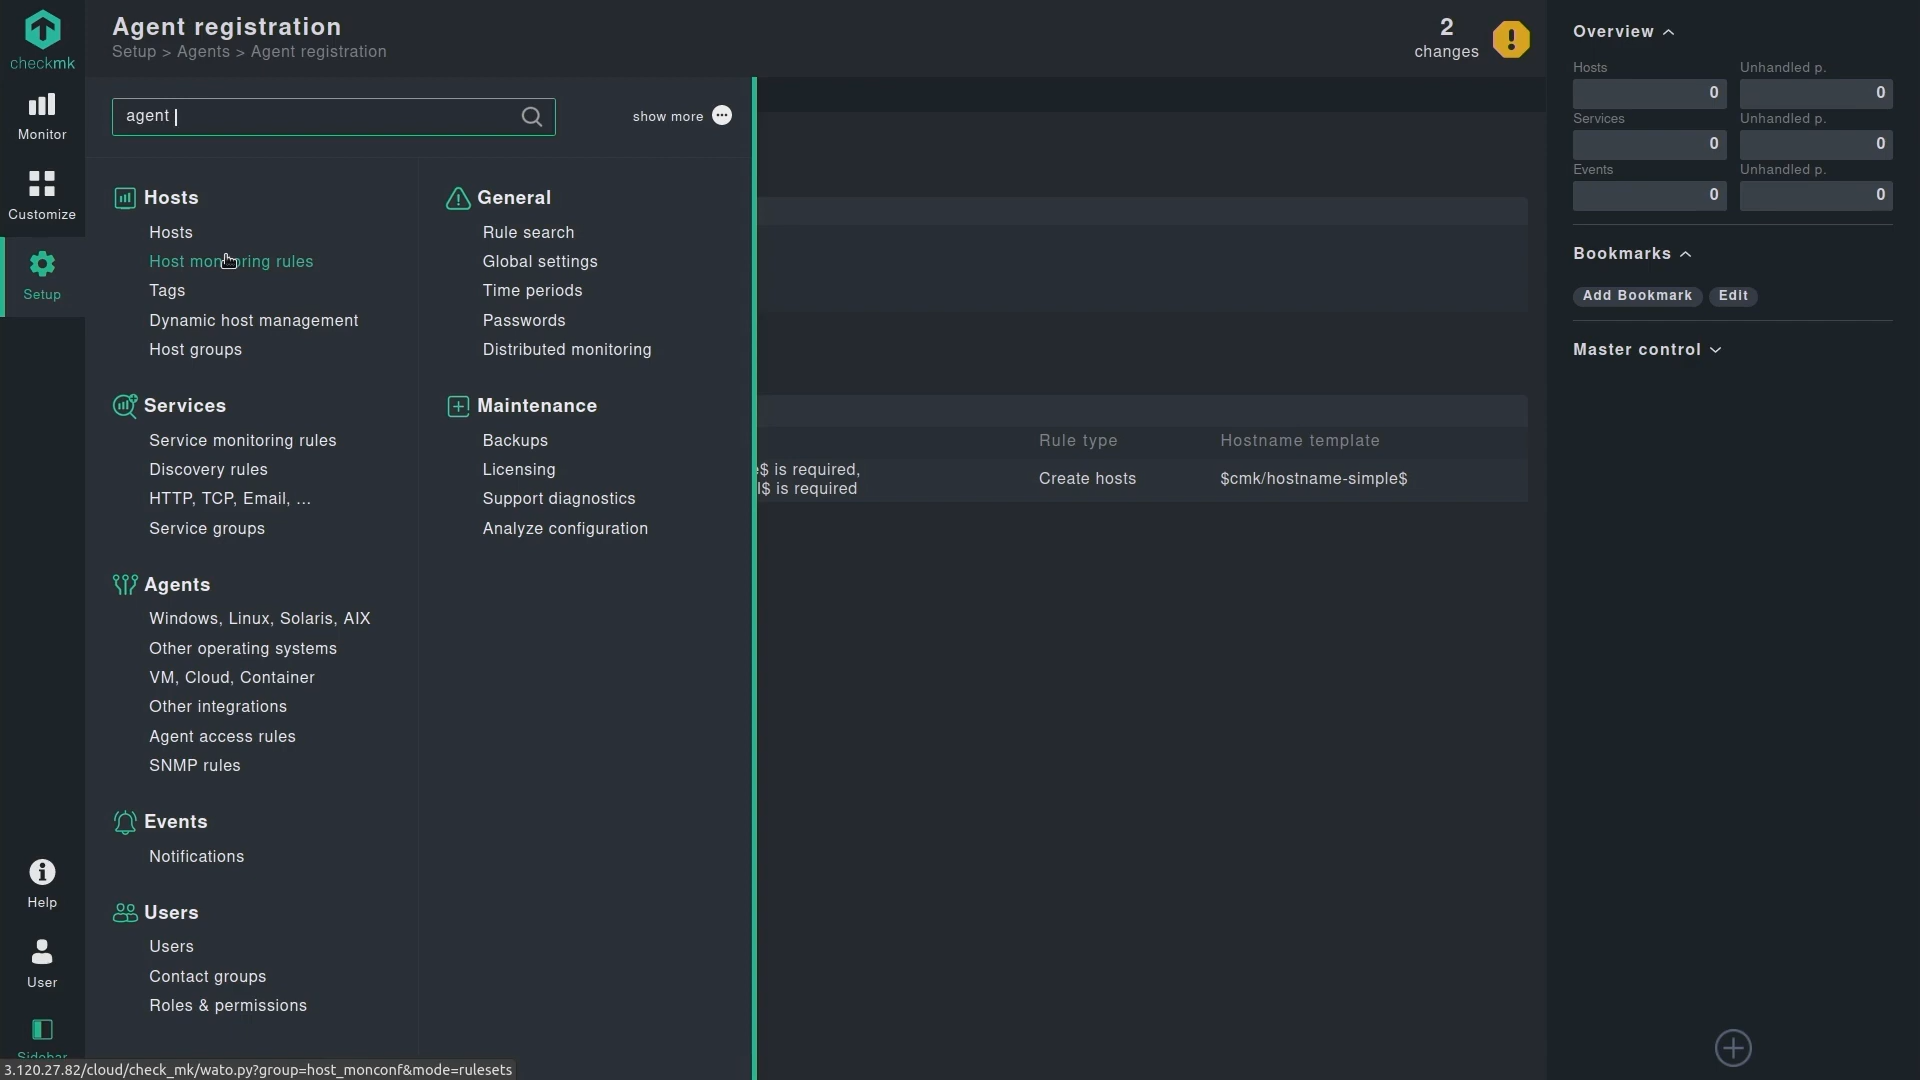 checkmk
Monitor
Customize
Setup
Help
User
Sidebar
Agent registration
Setup > Agents > Agent registration
2
changes
agent
show more
Hosts
Hosts
Host monitoring rules
Tags
Dynamic host management
Host groups
Services
Service monitoring rules
Discovery rules
HTTP, TCP, Email, ...
Service groups
Agents
Windows, Linux, Solaris, AIX
Other operating systems
VM, Cloud, Container
Other integrations
Agent access rules
SNMP rules
Events
Notifications
Users
Users
Contact groups
Roles & permissions
General
Rule search
Global settings
Time periods
Passwords
Distributed monitoring
Maintenance
Backups
Licensing
Support diagnostics
Analyze configuration
Rule type Hostname template
$ is required,
l$ is required
Create hosts $cmk/hostname-simple$
Overview
Hosts Unhandled p.
0 0
Services Unhandled p.
0 0
Events Unhandled p.
0 0
Bookmarks
Add Bookmark Edit
Master control
3.120.27.82/cloud/check_mk/wato.py?group=host_monconf&mode=rulesets